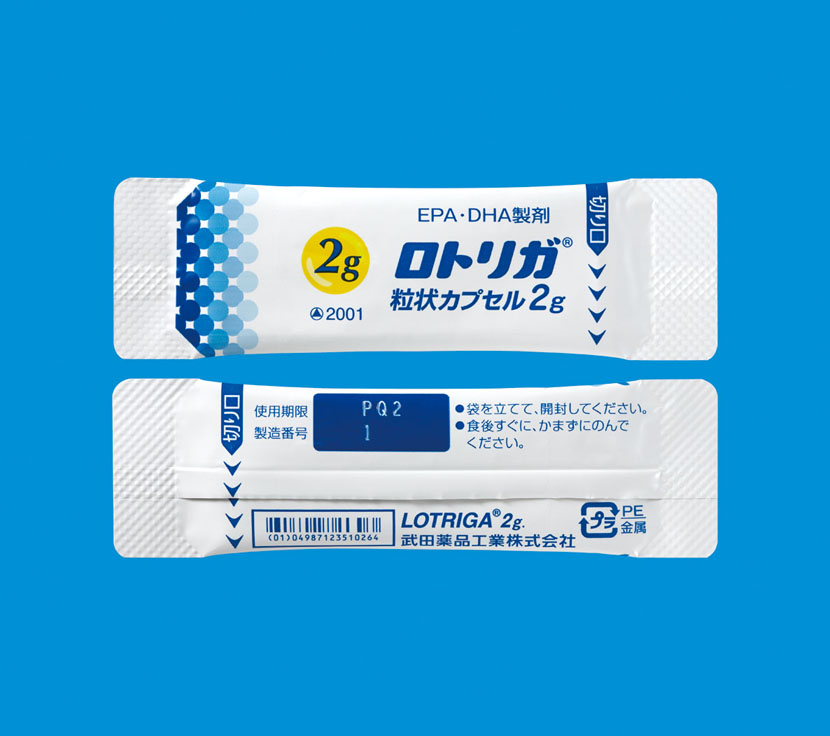 EPA・DHA製剤
2g
ロトリガ®
粒状カプセル2g
2001
切り口
切り口
使用期限
製造番号
PQ2
1
●袋を立てて、開封してください。
●食後すぐに、かまずにのんで
ください。
(01)04987123510264
LOTRIGA® 2g.
武田薬品工業株式会社
プラ
PE
金属